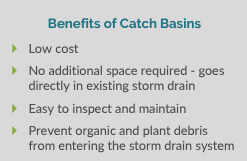 Benefits of Catch Basins
Low cost
No additional space required - goes
directly in existing storm drain
Easy to inspect and maintain
Prevent organic and plant debris
from entering the storm drain system